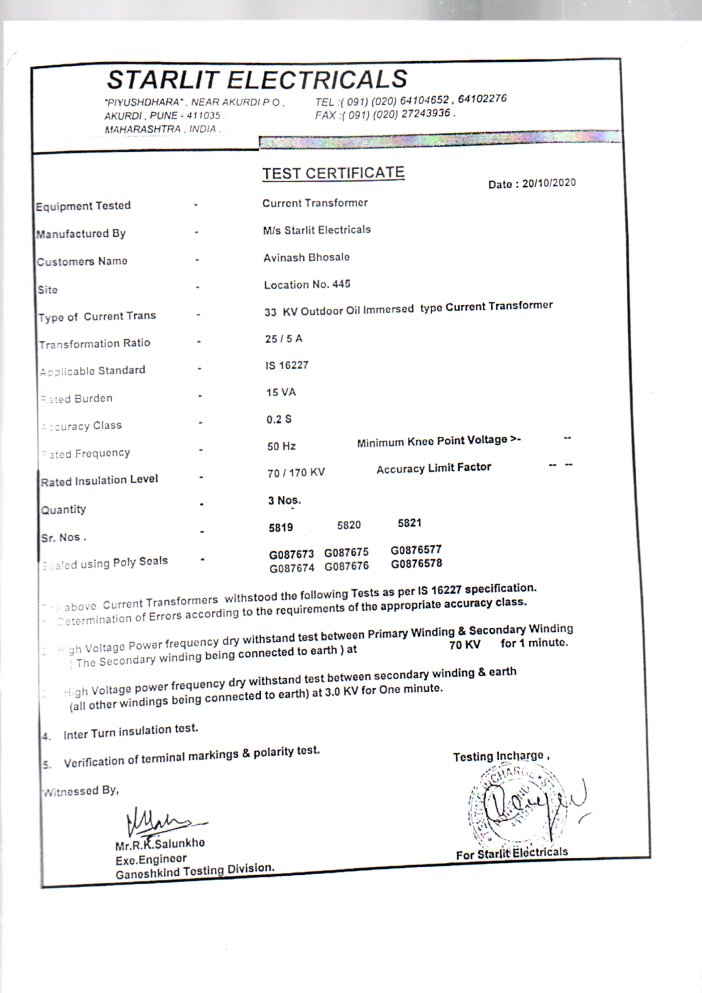 STARLIT ELECTRICALS
"PIYUSHDHARA", NEAR AKURDI P O, TEL :( 091) (020) 64104652 , 64102276
AKURDI , PUNE - 411035. FAX :( 091) (020) 27243936 .
MAHARASHTRA , INDIA .
TEST CERTIFICATE
Date : 20/10/2020
Equipment Tested - Current Transformer
Manufactured By - M/s Starlit Electricals
Customers Name - Avinash Bhosale
Site - Location No. 445
Type of Current Trans - 33 KV Outdoor Oil Immersed type Current Transformer
Transformation Ratio - 25 / 5 A
Applicable Standard - IS 16227
Rated Burden - 15 VA
Accuracy Class - 0.2 S
Rated Frequency - 50 Hz Minimum Knee Point Voltage >- --
Rated Insulation Level - 70 / 170 KV Accuracy Limit Factor -- --
Quantity - 3 Nos.
Sr. Nos . - 5819 5820 5821
Sealed using Poly Seals - G087673 G087675 G0876577
G087674 G087676 G0876578
The above Current Transformers withstood the following Tests as per IS 16227 specification.
Determination of Errors according to the requirements of the appropriate accuracy class.
High Voltage Power frequency dry withstand test between Primary Winding & Secondary Winding
( The Secondary winding being connected to earth ) at 70 KV for 1 minute.
High Voltage power frequency dry withstand test between secondary winding & earth
(all other windings being connected to earth) at 3.0 KV for One minute.
4. Inter Turn insulation test.
5. Verification of terminal markings & polarity test.
Testing Incharge ,
Witnessed By,
Mr.R.K.Salunkhe
Exe.Engineer
Ganeshkind Testing Division.
For Starlit Electricals